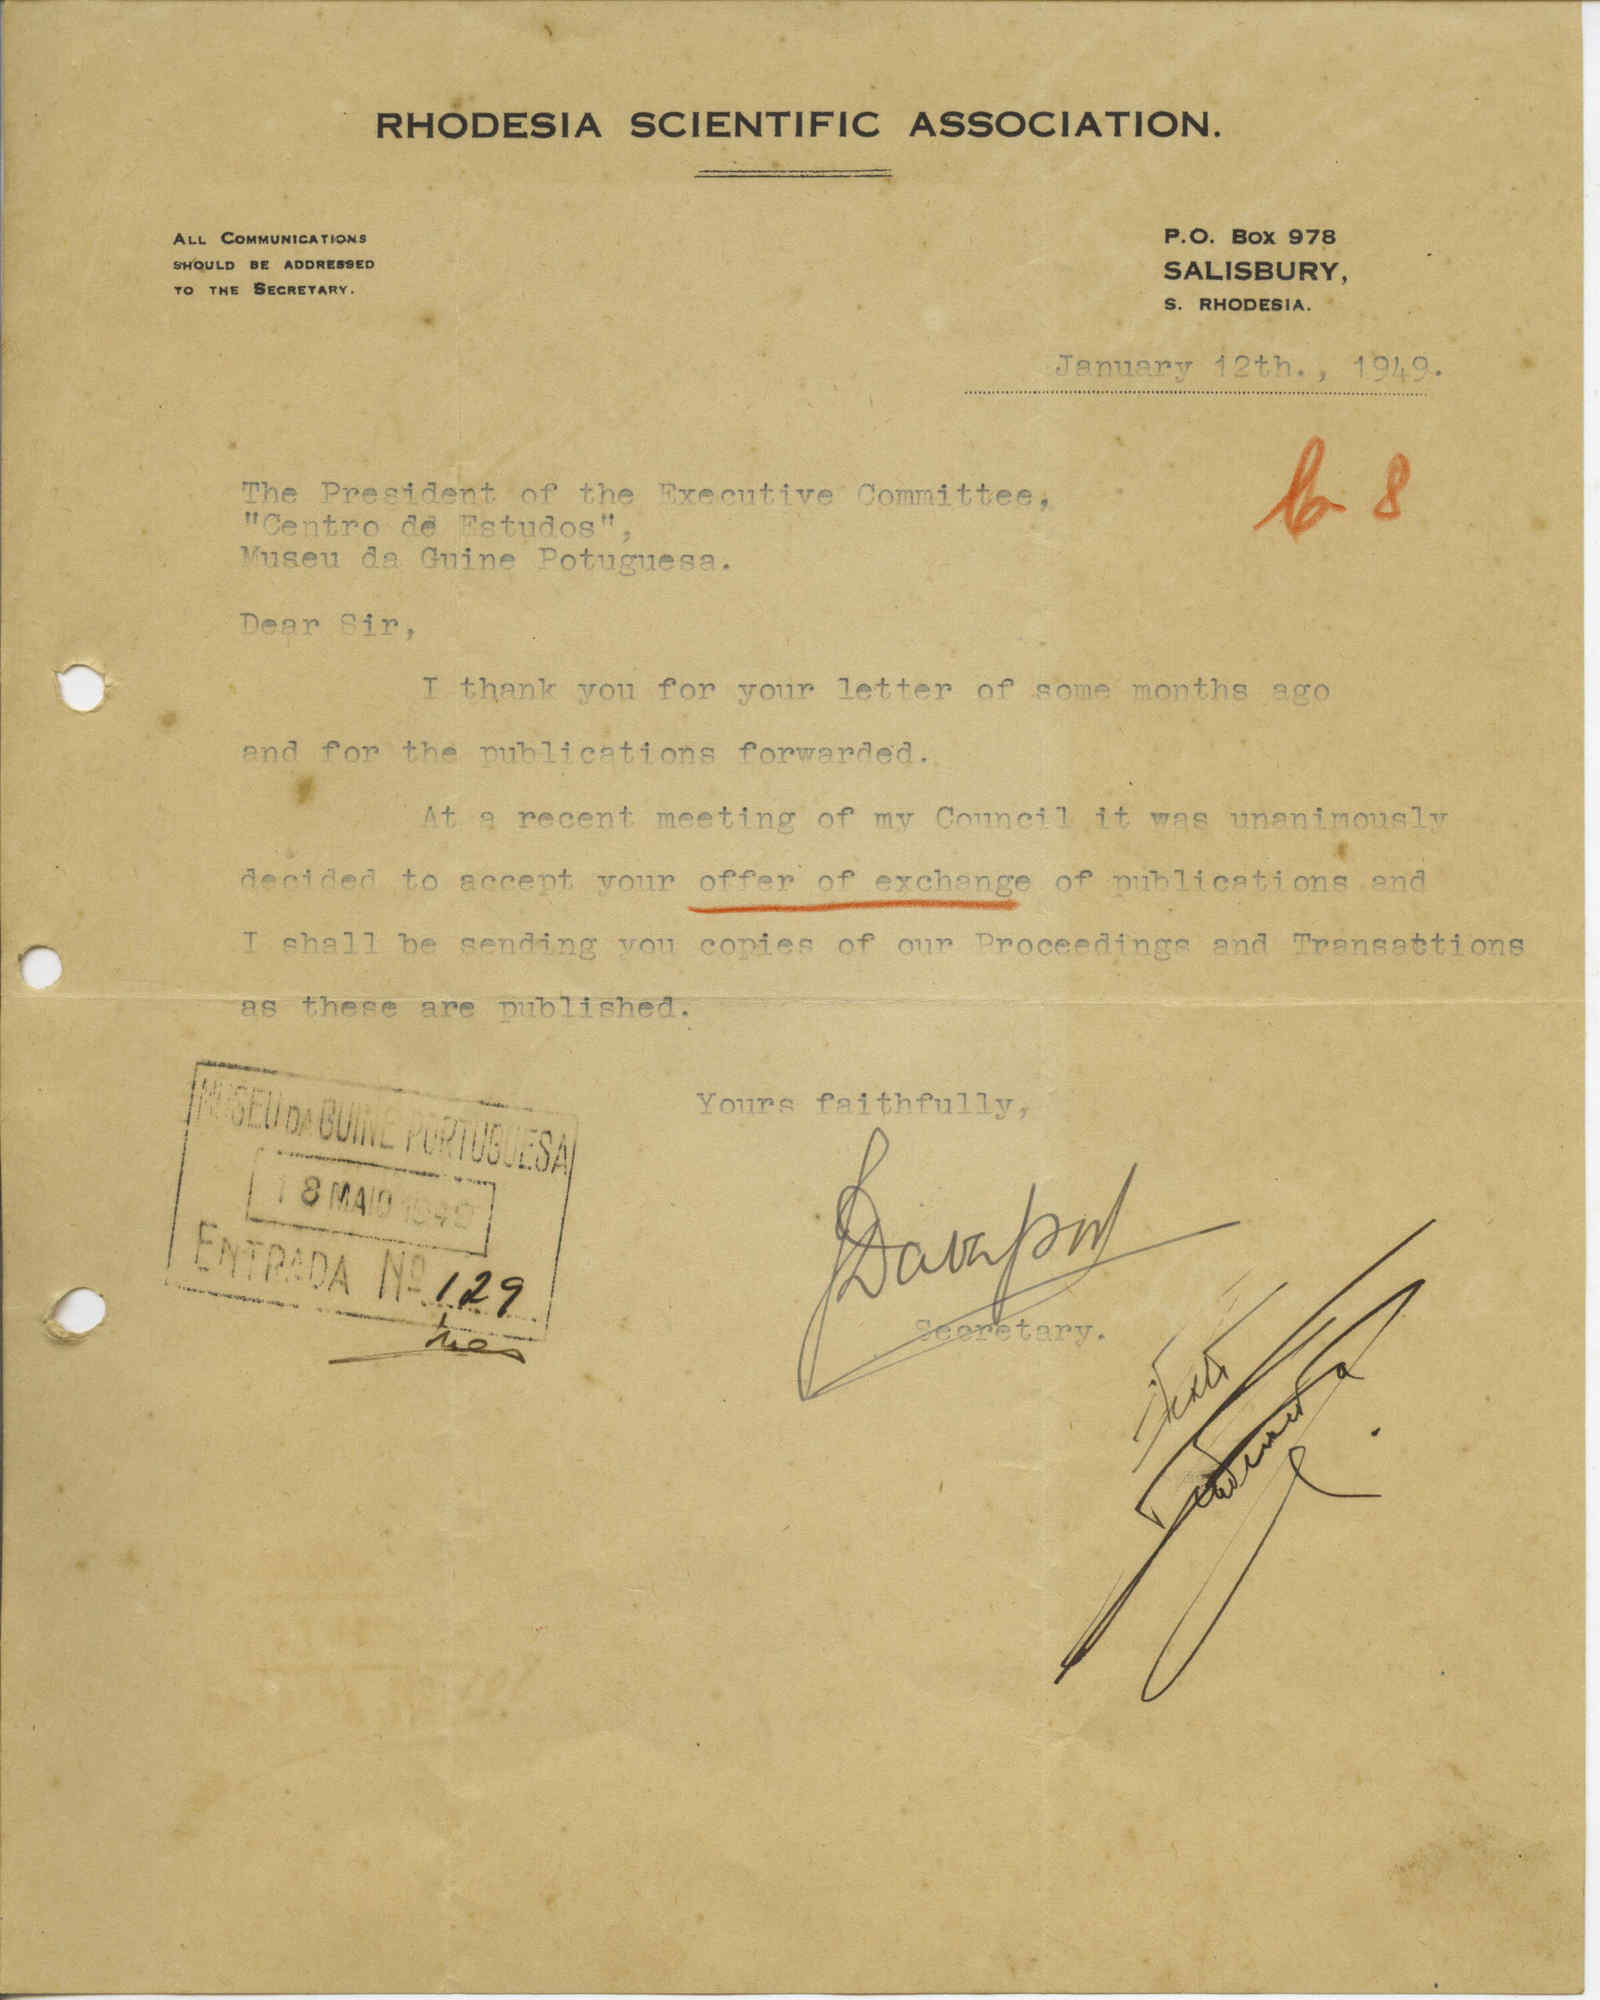 RHODESIA SCIENTIFIC ASSOCIATION.
ALL COMMUNICATIONS
SHOULD BE ADDRESSED
TO THE SECRETARY.
P.O. BOX 978
SALISBURY,
S. RHODESIA.
January 12th., 1949.
The President of the Executive Committee,
"Centro de Estudos",
Museu da Guine Potuguesa.
8
Dear Sir,
I thank you for your letter of some months ago
and for the publications forwarded.
At a recent meeting of my Council it was unanimously
decided to accept your offer of exchange of publications and
I shall be sending you copies of our Proceedings and Transattions
as these are published.
Yours faithfully,
Secretary.
MUSEU DA GUINÉ PORTUGUESA
18 MAIO 1949
ENTRADA Nº 129